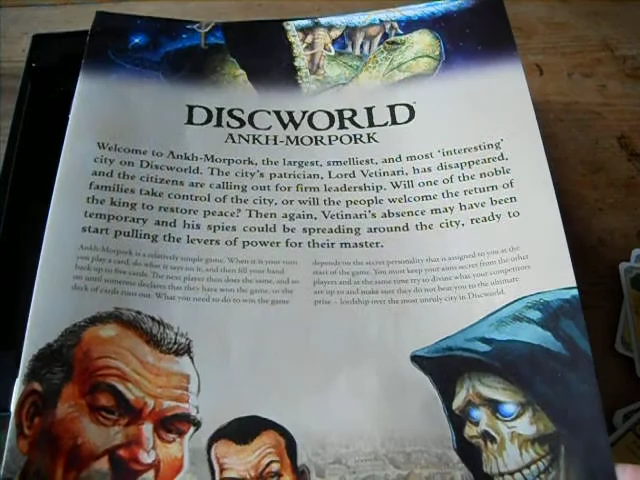 DISCWORLD
ANKH-MORPORK
Welcome to Ankh-Morpork, the largest, smelliest, and most 'interesting'
city on Discworld. The city's patrician, Lord Vetinari, has disappeared,
and the citizens are calling out for firm leadership. Will one of the noble
families take control of the city, or will the people welcome the return of
the king to restore peace? Then again, Vetinari's absence may have been
temporary and his spies could be spreading around the city, ready to
start pulling the levers of power for their master.
Ankh-Morpork is a relatively simple game. When it is your turn
you play a card, do what it says on it, and then fill your hand
back up to five cards. The next player then does the same, and so
on until someone declares that they have won the game, or the
deck of cards runs out. What you need to do to win the game
depends on the secret personality that is assigned to you at the
start of the game. You must keep your aims secret from the other
players and at the same time try to divine what your competitors
are up to and make sure they do not beat you to the ultimate
prize – lordship over the most unruly city in Discworld.